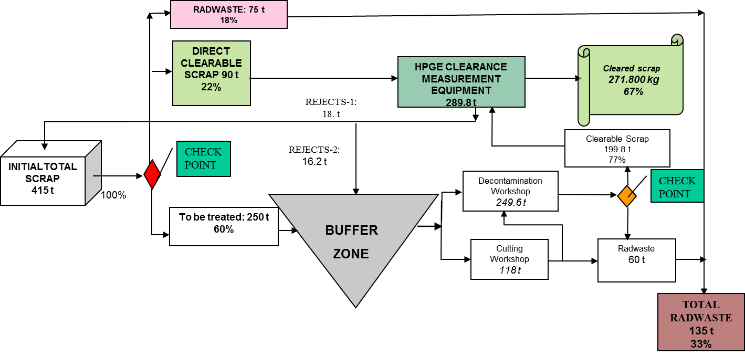 RADWASTE: 75 t
18%
DIRECT
CLEARABLE
SCRAP 90 t
22%
HPGE CLEARANCE
MEASUREMENT
EQUIPMENT
289.8 t
Cleared scrap
271.800 kg
67%
REJECTS-1:
18. t
REJECTS-2:
16.2 t
INITIAL TOTAL
SCRAP
415 t
100%
CHECK
POINT
Clearable Scrap
199.8 t
77%
To be treated: 250 t
60%
BUFFER
ZONE
Decontamination
Workshop
249.6 t
CHECK
POINT
Cutting
Workshop
118 t
Radwaste
60 t
TOTAL
RADWASTE
135 t
33%